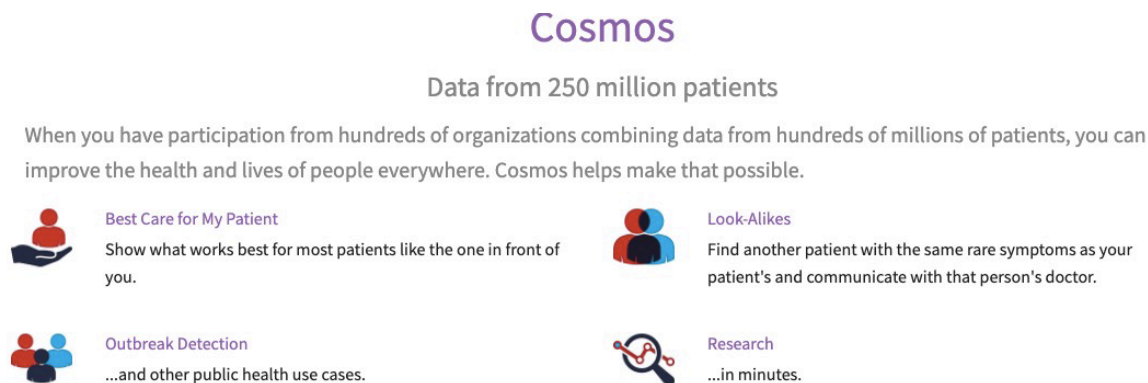 Cosmos
Data from 250 million patients
When you have participation from hundreds of organizations combining data from hundreds of millions of patients, you can
improve the health and lives of people everywhere. Cosmos helps make that possible.
Best Care for My Patient
Show what works best for most patients like the one in front of
you.
Look-Alikes
Find another patient with the same rare symptoms as your
patient's and communicate with that person's doctor.
Outbreak Detection
...and other public health use cases.
Research
...in minutes.